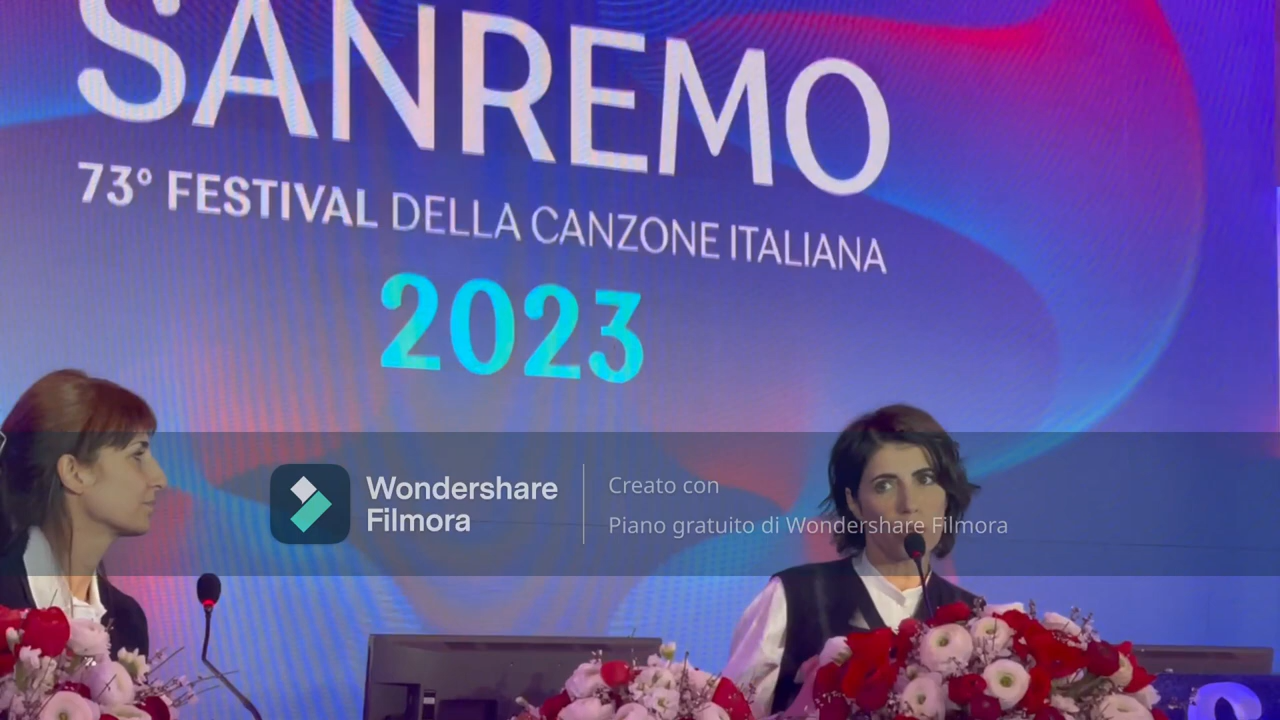 SANREMO
73° FESTIVAL DELLA CANZONE ITALIANA
2023
Wondershare
Filmora
Creato con
Piano gratuito di Wondershare Filmora